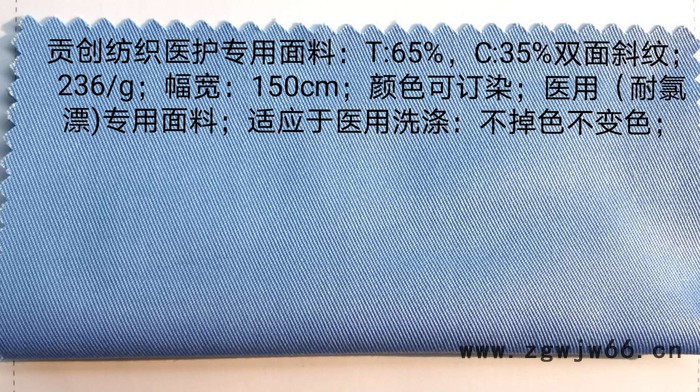 贡创纺织医护专用面料：T:65%，C:35%双面斜纹；
236/g；幅宽：150cm；颜色可订染；医用（耐氯
漂)专用面料；适应于医用洗涤：不掉色不变色；
www.zgwjw66.cn